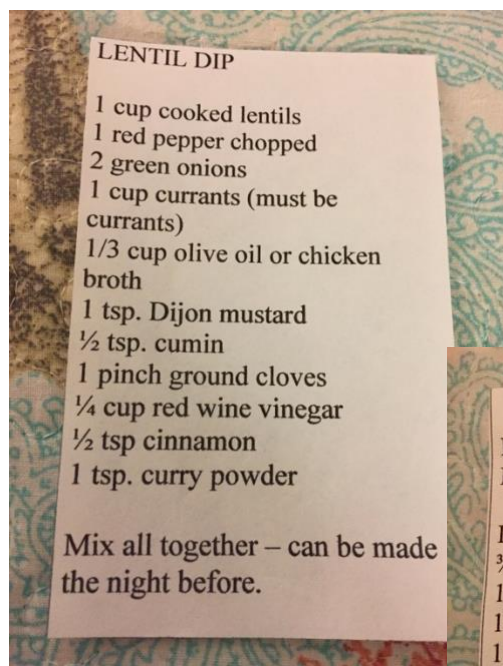 LENTIL DIP
1 cup cooked lentils
1 red pepper chopped
2 green onions
1 cup currants (must be
currants)
1/3 cup olive oil or chicken
broth
1 tsp. Dijon mustard
½ tsp. cumin
1 pinch ground cloves
¼ cup red wine vinegar
½ tsp cinnamon
1 tsp. curry powder
Mix all together – can be made
the night before.